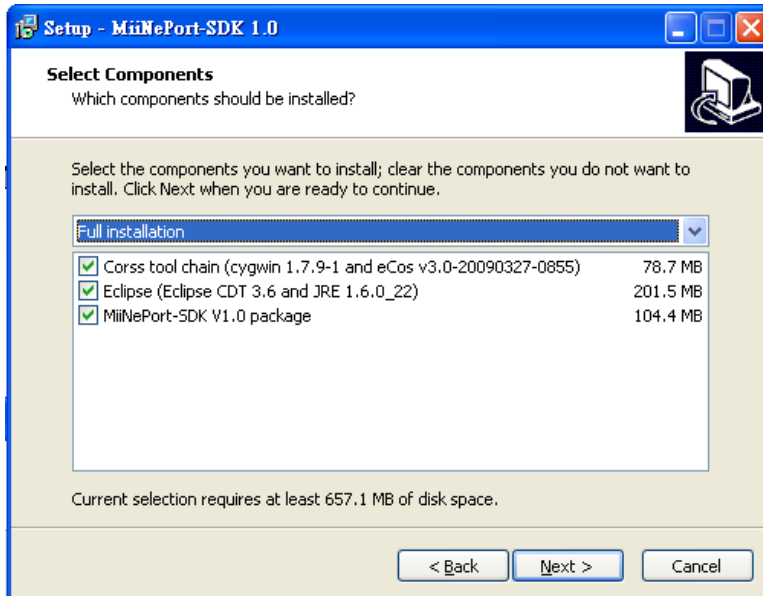 Setup - MiiNePort-SDK 1.0
Select Components
Which components should be installed?
Select the components you want to install; clear the components you do not want to
install. Click Next when you are ready to continue.
Full installation
Corss tool chain (cygwin 1.7.9-1 and eCos v3.0-20090327-0855) 78.7 MB
Eclipse (Eclipse CDT 3.6 and JRE 1.6.0_22) 201.5 MB
MiiNePort-SDK V1.0 package 104.4 MB
Current selection requires at least 657.1 MB of disk space.
< Back Next > Cancel